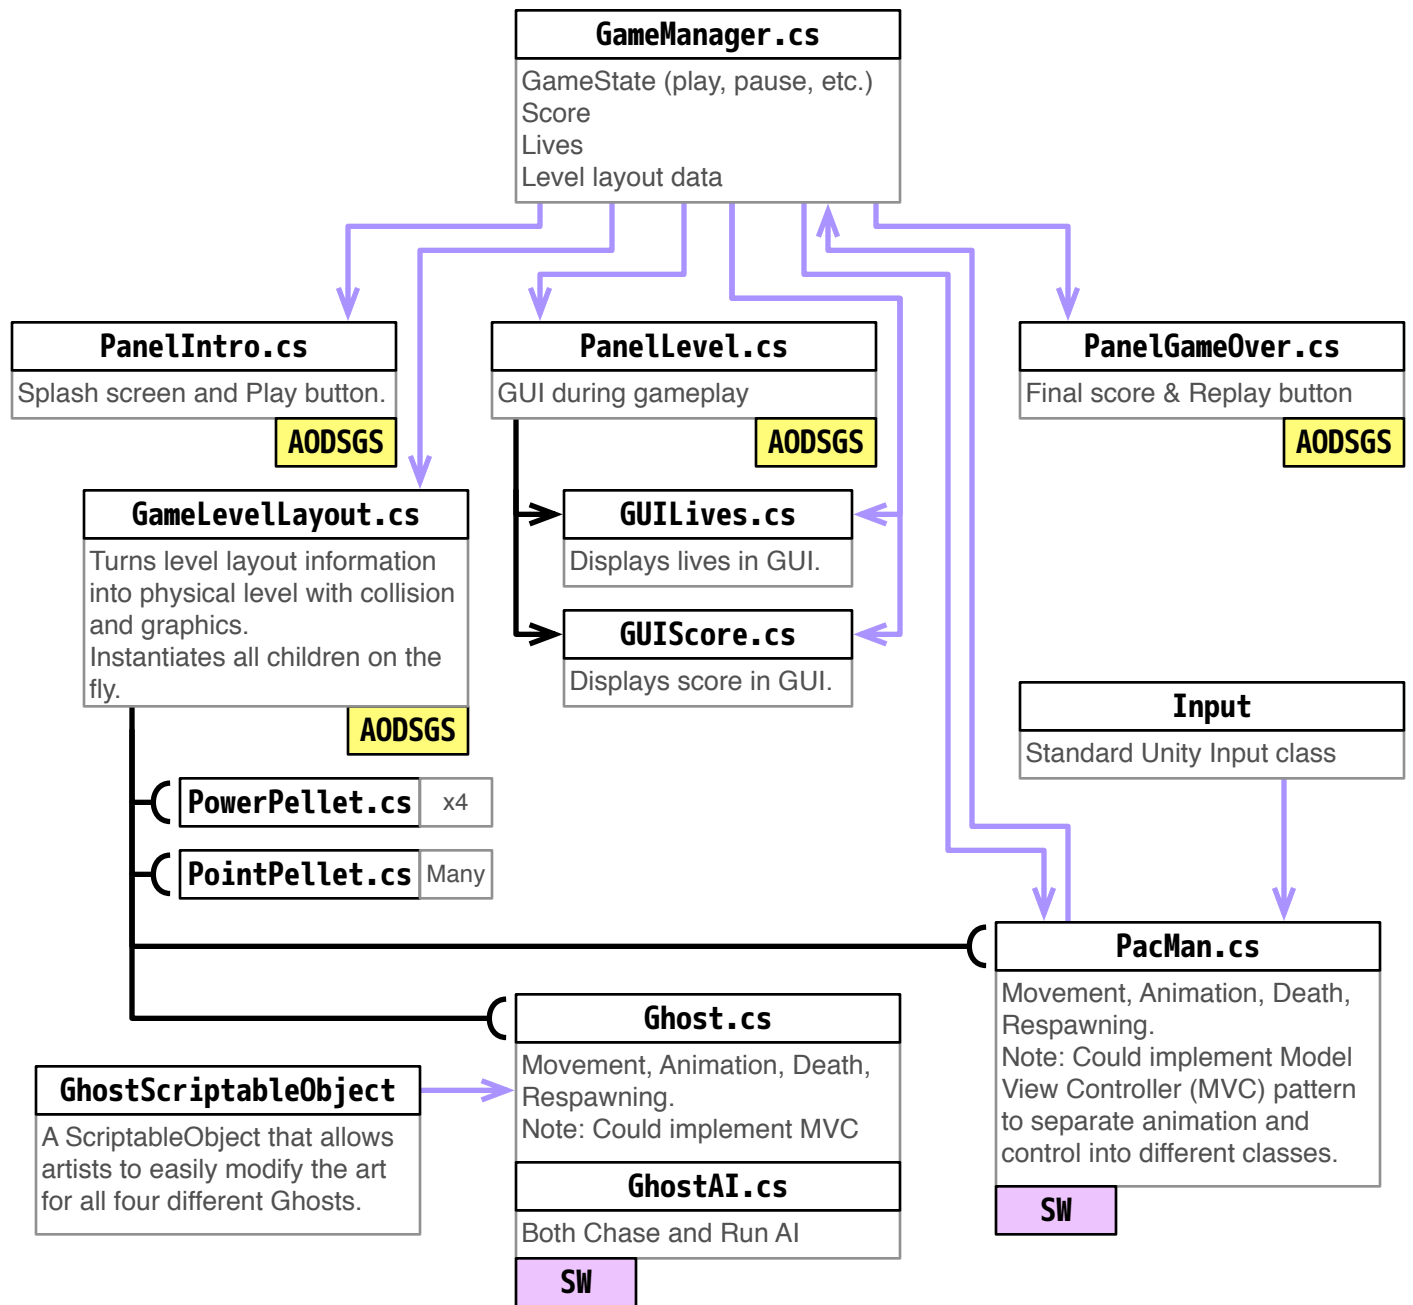 GameManager.cs
GameState (play, pause, etc.)
Score
Lives
Level layout data
PanelIntro.cs
Splash screen and Play button.
AODSGS
PanelLevel.cs
GUI during gameplay
AODSGS
PanelGameOver.cs
Final score & Replay button
AODSGS
GameLevelLayout.cs
Turns level layout information
into physical level with collision
and graphics.
Instantiates all children on the
fly.
AODSGS
GUILives.cs
Displays lives in GUI.
GUIScore.cs
Displays score in GUI.
Input
Standard Unity Input class
PowerPellet.cs x4
PointPellet.cs Many
PacMan.cs
Movement, Animation, Death,
Respawning.
Note: Could implement Model
View Controller (MVC) pattern
to separate animation and
control into different classes.
SW
Ghost.cs
Movement, Animation, Death,
Respawning.
Note: Could implement MVC
GhostAI.cs
Both Chase and Run AI
SW
GhostScriptableObject
A ScriptableObject that allows
artists to easily modify the art
for all four different Ghosts.